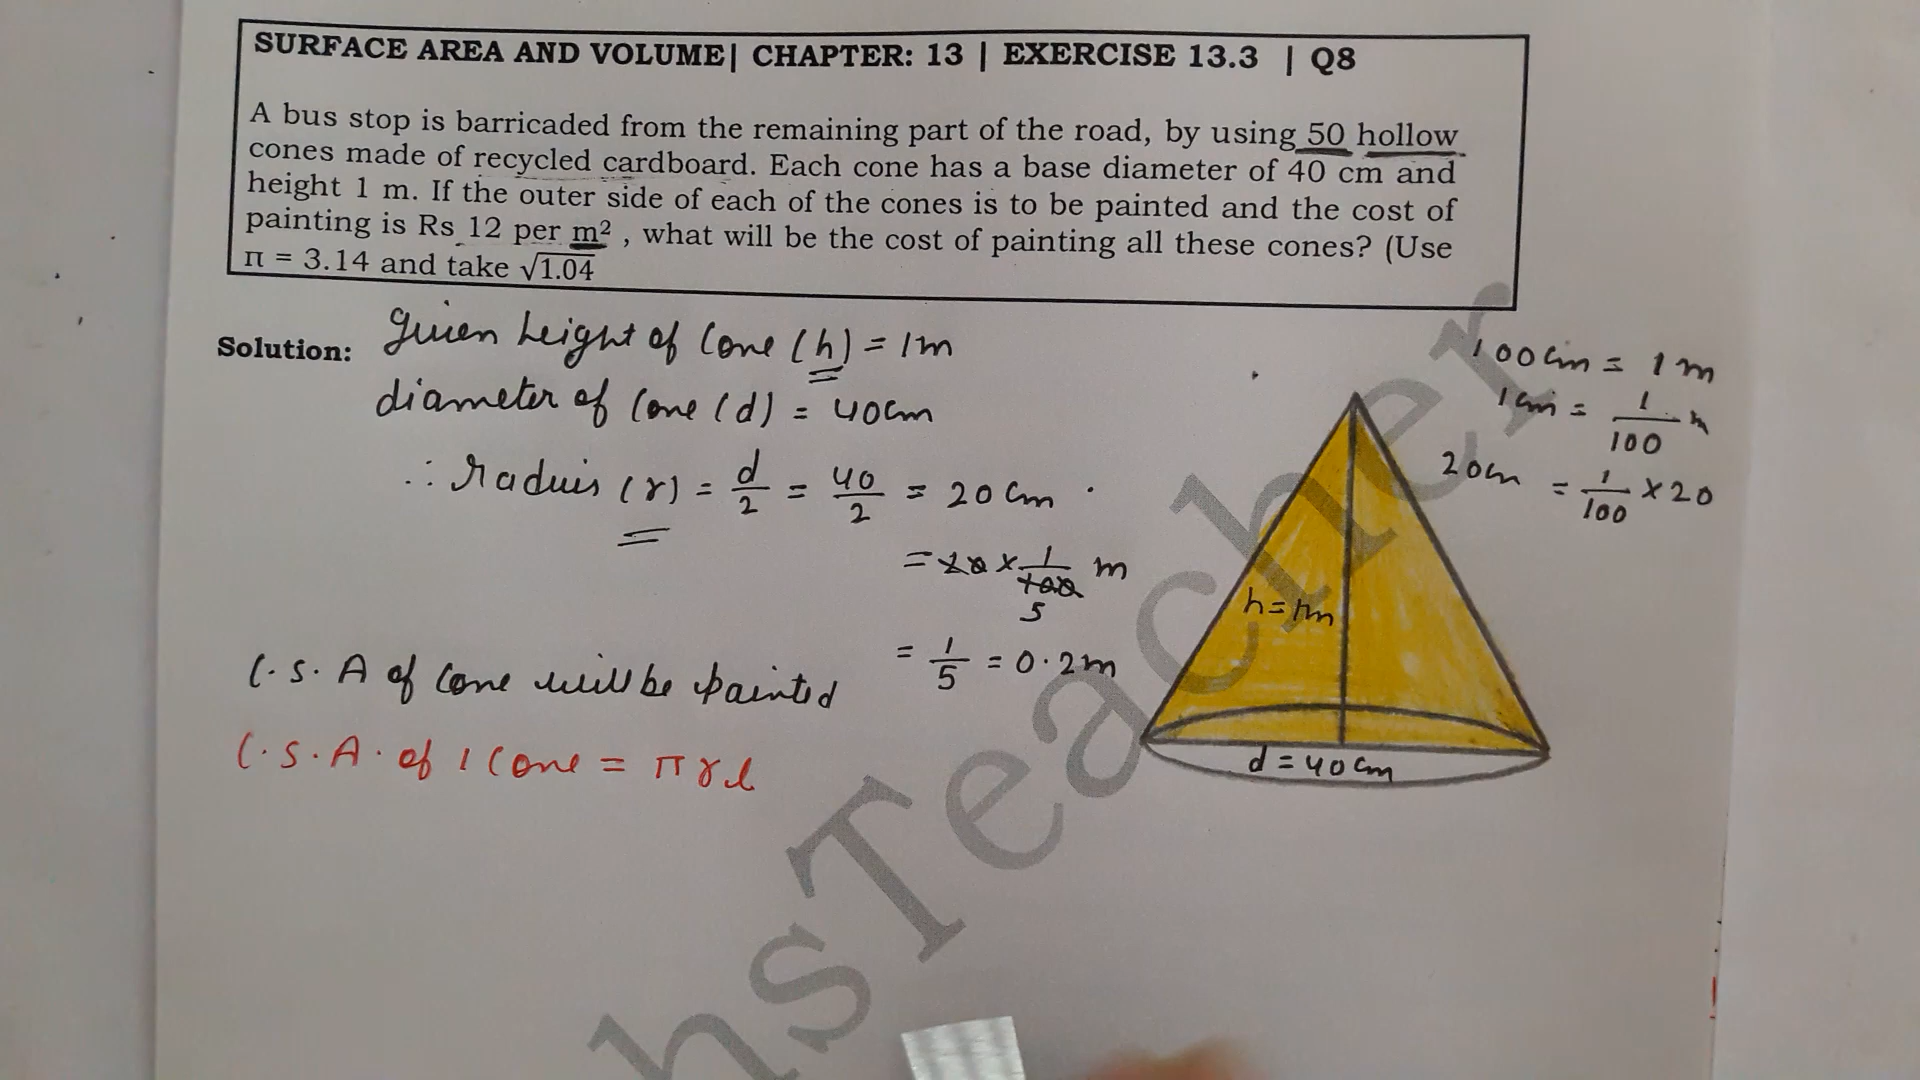 SURFACE AREA AND VOLUME| CHAPTER: 13 | EXERCISE 13.3 | Q8
A bus stop is barricaded from the remaining part of the road, by using 50 hollow
cones made of recycled cardboard. Each cone has a base diameter of 40 cm and
height 1 m. If the outer side of each of the cones is to be painted and the cost of
painting is Rs 12 per m² , what will be the cost of painting all these cones? (Use
π = 3.14 and take √1.04
Solution: given height of Cone (h) = 1m
diameter of Cone (d) = 40cm
∴ radius (r) = d/2 = 40/2 = 20 cm
= 20 × 1/100 m
5
= 1/5 = 0.2m
C.S.A of Cone will be painted
C.S.A. of 1 Cone = πrl
100cm = 1m
1cm = 1/100 m
20cm = 1/100 × 20
h=1m
d = 40cm
hsTeacher